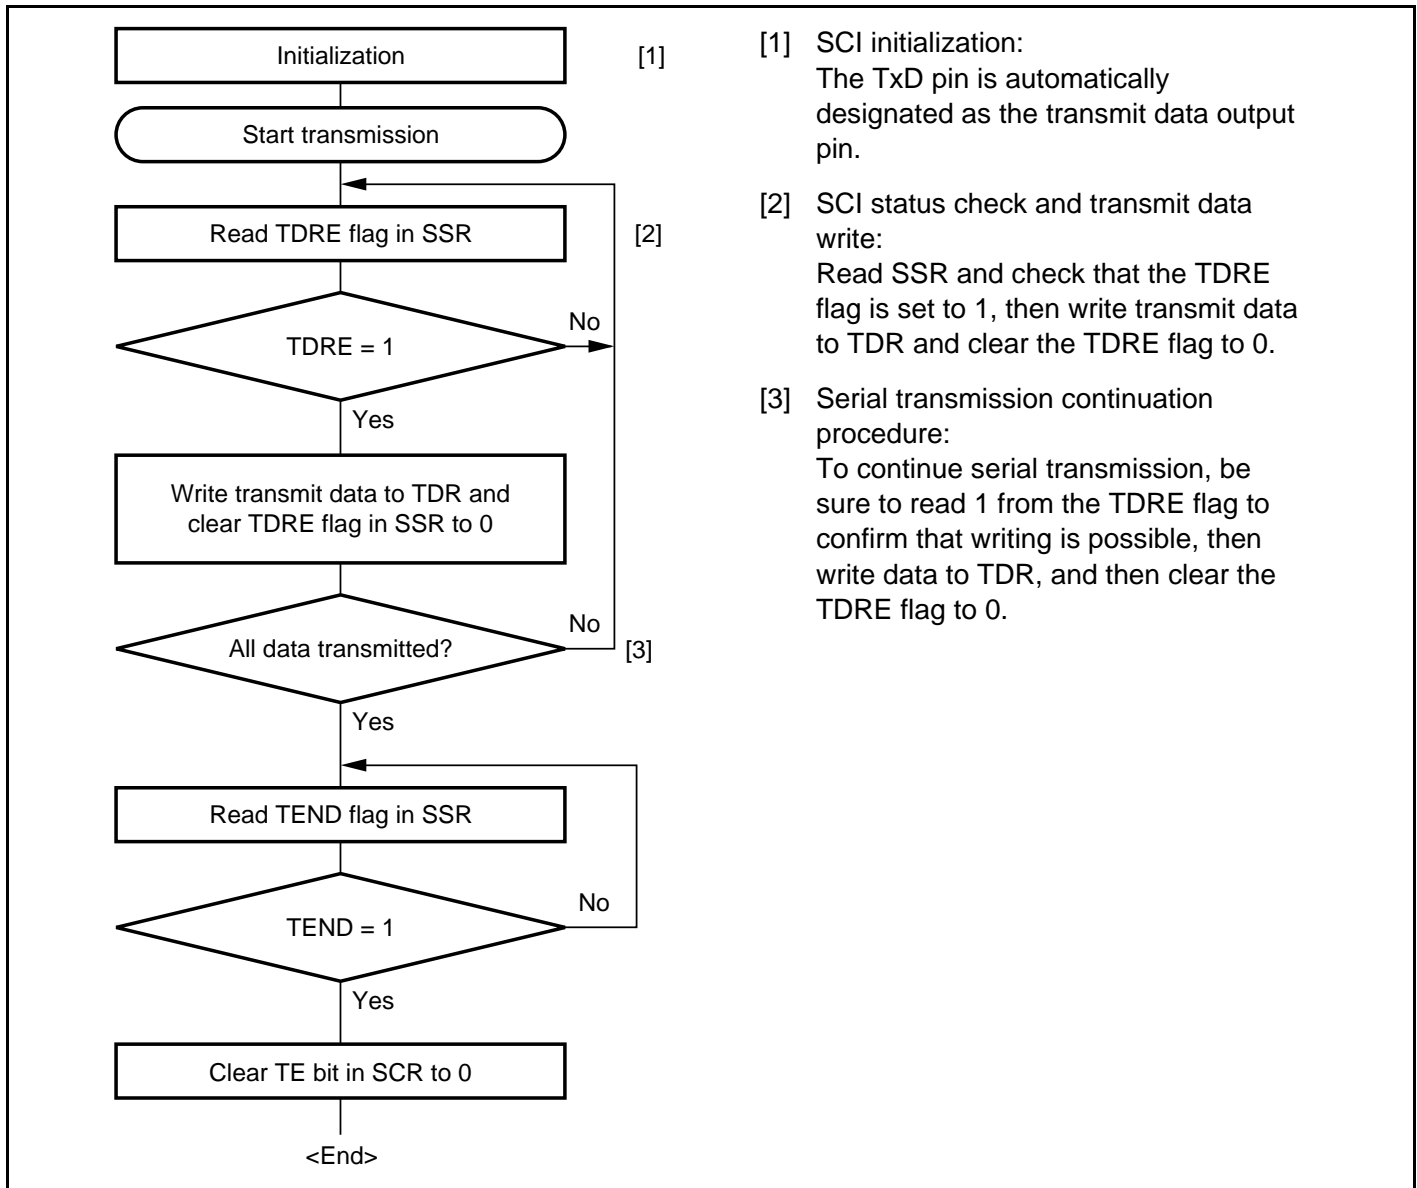 Initialization
[1]
Start transmission
Read TDRE flag in SSR
[2]
TDRE = 1
No
Yes
Write transmit data to TDR and
clear TDRE flag in SSR to 0
All data transmitted?
No
[3]
Yes
Read TEND flag in SSR
TEND = 1
No
Yes
Clear TE bit in SCR to 0
<End>
[1] SCI initialization:
The TxD pin is automatically
designated as the transmit data output
pin.
[2] SCI status check and transmit data
write:
Read SSR and check that the TDRE
flag is set to 1, then write transmit data
to TDR and clear the TDRE flag to 0.
[3] Serial transmission continuation
procedure:
To continue serial transmission, be
sure to read 1 from the TDRE flag to
confirm that writing is possible, then
write data to TDR, and then clear the
TDRE flag to 0.